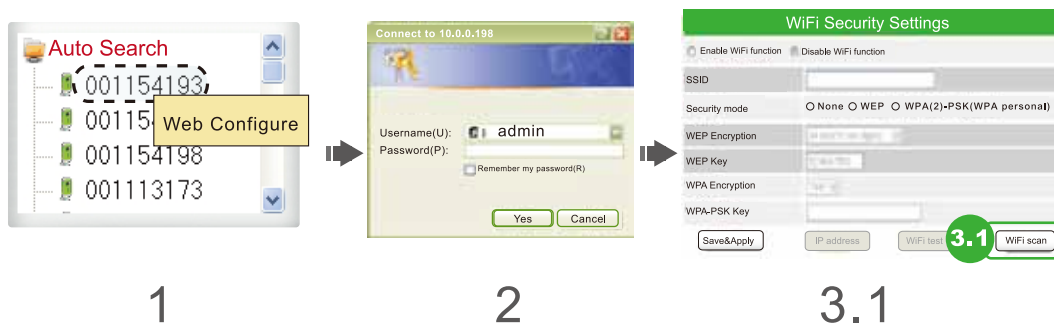 Auto Search
001154193
00115
Web Configure
001154198
001113173
1
Connect to 10.0.0.198
Username(U): admin
Password(P):
Remember my password(R)
Yes Cancel
2
WiFi Security Settings
Enable WiFi function Disable WiFi function
SSID
Security mode None WEP WPA(2)-PSK(WPA personal)
WEP Encryption
WEP Key
WPA Encryption
WPA-PSK Key
Save&Apply IP address WiFi test 3.1 WiFi scan
3.1